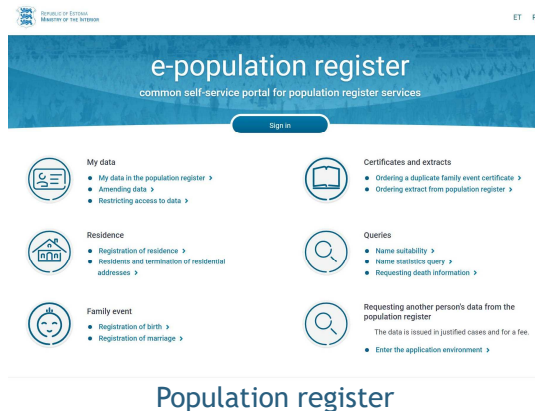 REPUBLIC OF ESTONIA
MINISTRY OF THE INTERIOR
ET
e-population register
common self-service portal for population register services
Sign in
My data
My data in the population register >
Amending data >
Restricting access to data >
Certificates and extracts
Ordering a duplicate family event certificate >
Ordering extract from population register >
Residence
Registration of residence >
Residents and termination of residential
addresses >
Queries
Name suitability >
Name statistics query >
Requesting death information >
Family event
Registration of birth >
Registration of marriage >
Requesting another person's data from the
population register
The data is issued in justified cases and for a fee.
Enter the application environment >
Population register